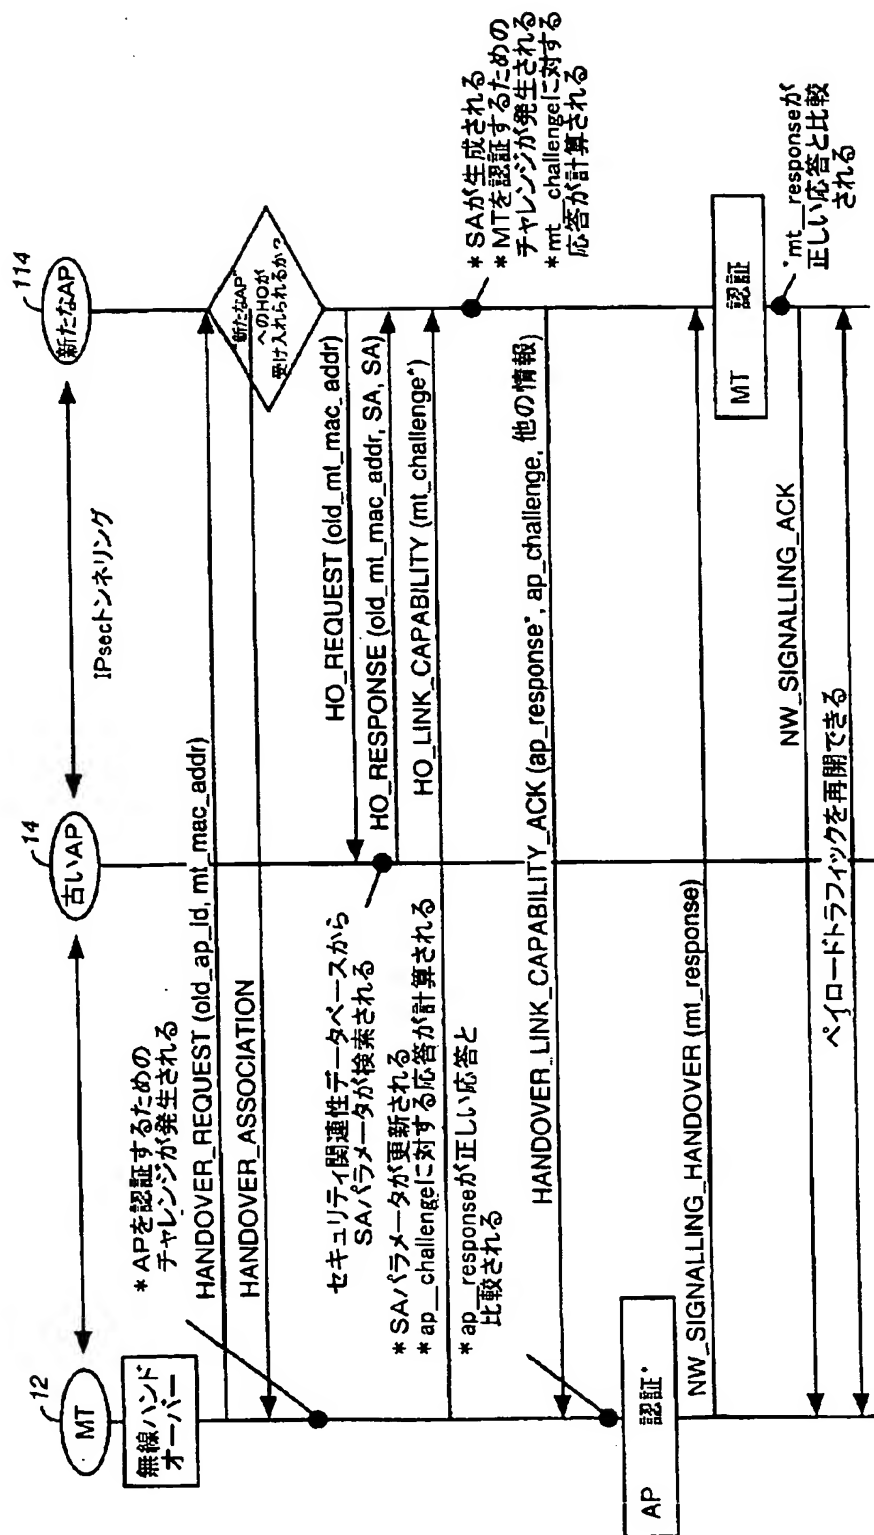 12
MT
14
古いAP
114
新たなAP
IPsecトンネリング
無線ハンド
オーバー
*APを認証するための
チャレンジが発生される
HANDOVER_REQUEST (old_ap_id, mt_mac_addr)
HANDOVER_ASSOCIATION
"新たなAP"
へのHOが
受け入れられるか?
HO_REQUEST (old_mt_mac_addr)
セキュリティ関連性データベースから
SAパラメータが検索される
HO_RESPONSE (old_mt_mac_addr, SA, SA)
*SAパラメータが更新される
*ap_challengeに対する応答が計算される
HO_LINK_CAPABILITY (mt_challenge*)
*SAが生成される
*MTを認証するための
チャレンジが発生される
*mt_challengeに対する
応答が計算される
*ap_responseが正しい応答と
比較される
HANDOVER_LINK_CAPABILITY_ACK (ap_response*, ap_challenge, 他の情報)
AP 認証*
NW_SIGNALLING_HANDOVER (mt_response)
MT 認証
*mt_responseが
正しい応答と比較
される
NW_SIGNALLING_ACK
ペイロードトラフィックを再開できる